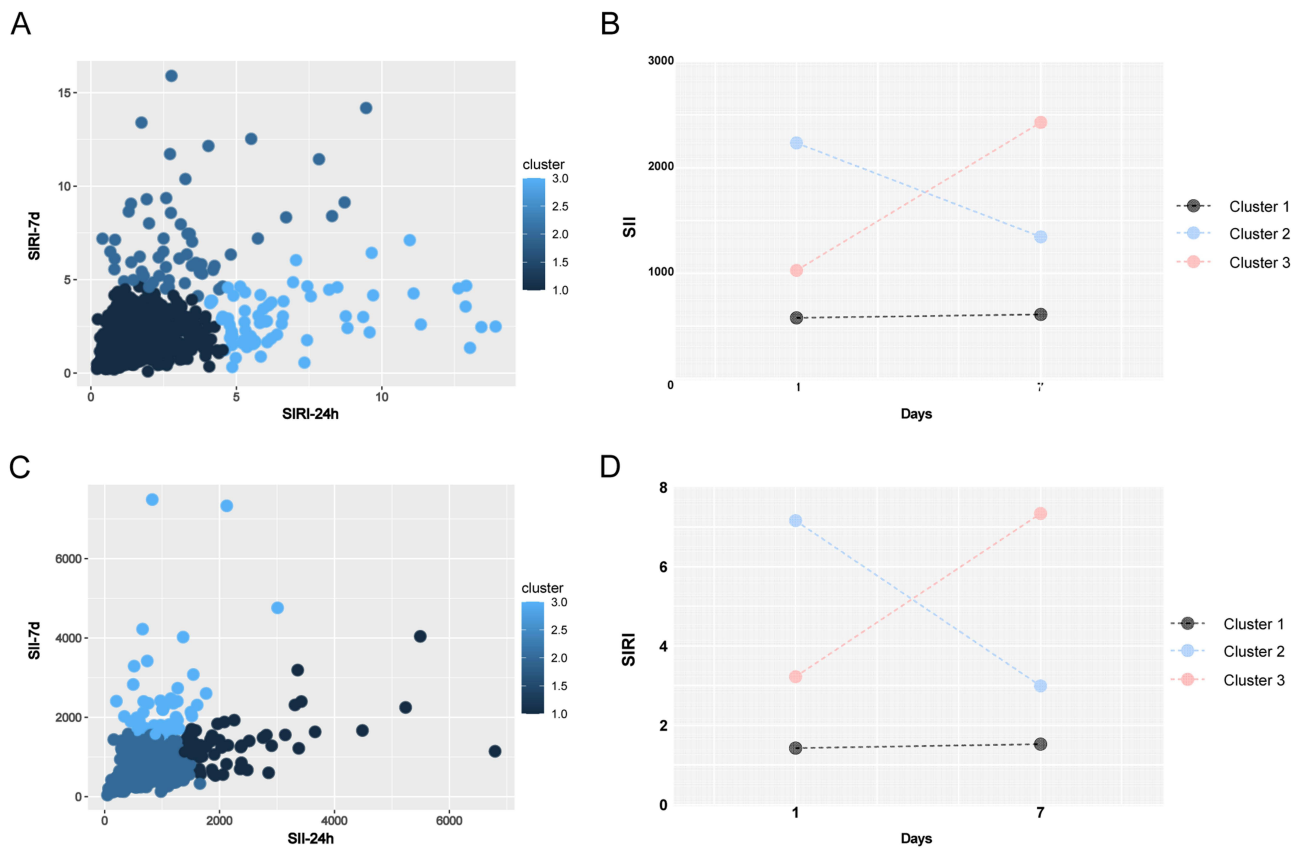 A
15
10
5
0
0
5
10
SIRI-7d
SIRI-24h
cluster
3.0
2.5
2.0
1.5
1.0
B
3000
2000
1000
0
SII
1
7
Days
Cluster 1
Cluster 2
Cluster 3
C
6000
4000
2000
0
0
2000
4000
6000
SII-7d
SII-24h
cluster
3.0
2.5
2.0
1.5
1.0
D
8
6
4
2
0
SIRI
1
7
Days
Cluster 1
Cluster 2
Cluster 3